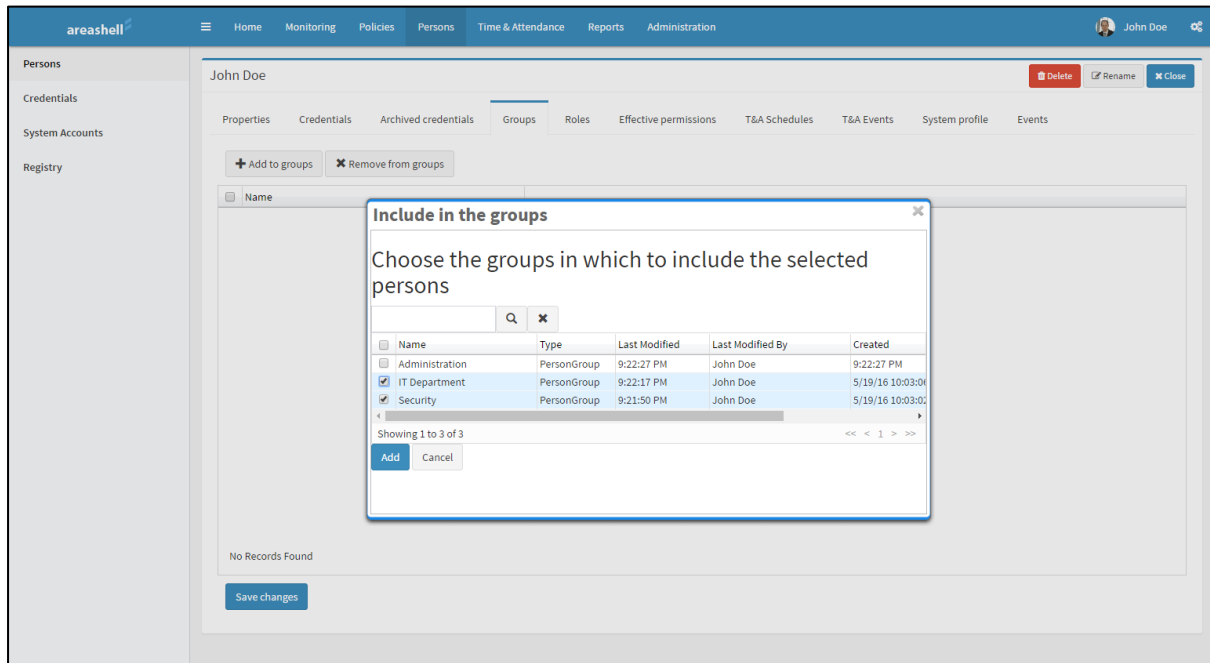 areashell Home Monitoring Policies Persons Time & Attendance Reports Administration John Doe
Persons
Credentials
System Accounts
Registry
John Doe Delete Rename Close
Properties Credentials Archived credentials Groups Roles Effective permissions T&A Schedules T&A Events System profile Events
Add to groups Remove from groups
Name
Include in the groups
Choose the groups in which to include the selected
persons
Name Type Last Modified Last Modified By Created
Administration PersonGroup 9:22:27 PM John Doe 9:22:27 PM
IT Department PersonGroup 9:22:17 PM John Doe 5/19/16 10:03:06
Security PersonGroup 9:21:50 PM John Doe 5/19/16 10:03:02
Showing 1 to 3 of 3 << < 1 > >>
Add Cancel
No Records Found
Save changes